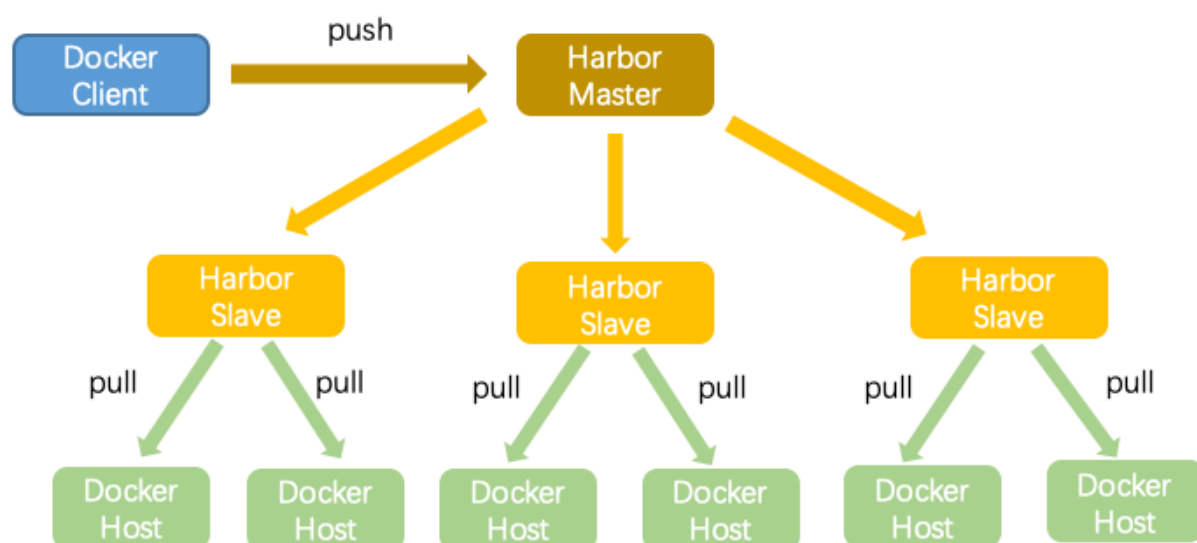 push
Docker
Client
Harbor
Master
Harbor
Slave
Harbor
Slave
Harbor
Slave
pull
pull
pull
pull
pull
pull
Docker
Host
Docker
Host
Docker
Host
Docker
Host
Docker
Host
Docker
Host